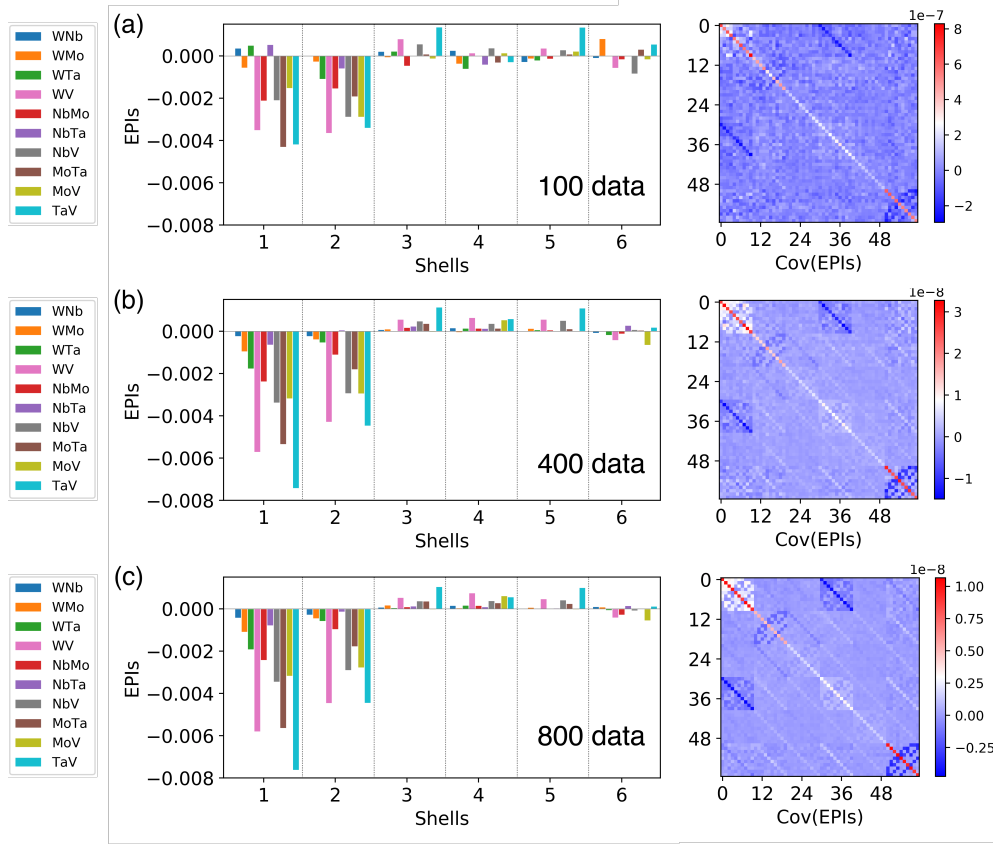 (a)
WNb
WMo
WTa
WV
NbMo
NbTa
NbV
MoTa
MoV
TaV
EPIs
0.000
−0.002
−0.004
−0.006
−0.008
100 data
1 2 3 4 5 6
Shells
1e−7
0
12
24
36
48
0 12 24 36 48
Cov(EPIs)
8
6
4
2
0
−2
(b)
WNb
WMo
WTa
WV
NbMo
NbTa
NbV
MoTa
MoV
TaV
EPIs
0.000
−0.002
−0.004
−0.006
−0.008
400 data
1 2 3 4 5 6
Shells
1e−8
0
12
24
36
48
0 12 24 36 48
Cov(EPIs)
3
2
1
0
−1
(c)
WNb
WMo
WTa
WV
NbMo
NbTa
NbV
MoTa
MoV
TaV
EPIs
0.000
−0.002
−0.004
−0.006
−0.008
800 data
1 2 3 4 5 6
Shells
1e−8
0
12
24
36
48
0 12 24 36 48
Cov(EPIs)
1.00
0.75
0.50
0.25
0.00
−0.25